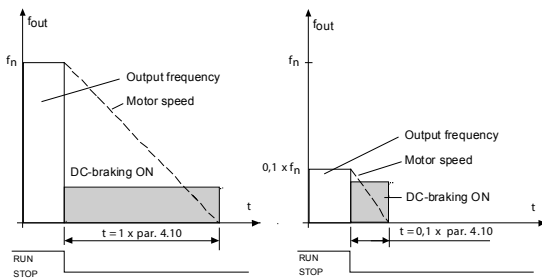 fout
fn
Output frequency
Motor speed
DC-braking ON
t
t = 1 x par. 4.10
RUN
STOP
fout
fn
Output frequency
Motor speed
0,1 x fn
DC-braking ON
t
t = 0,1 x par. 4.10
RUN
STOP